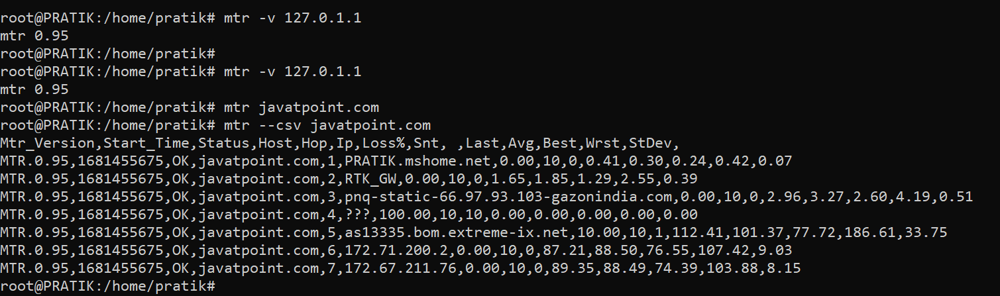 root@PRATIK:/home/pratik# mtr -v 127.0.1.1
mtr 0.95
root@PRATIK:/home/pratik#
root@PRATIK:/home/pratik# mtr -v 127.0.1.1
mtr 0.95
root@PRATIK:/home/pratik# mtr javatpoint.com
root@PRATIK:/home/pratik# mtr --csv javatpoint.com
Mtr_Version,Start_Time,Status,Host,Hop,Ip,Loss%,Snt, ,Last,Avg,Best,Wrst,StDev,
MTR.0.95,1681455675,OK,javatpoint.com,1,PRATIK.mshome.net,0.00,10,0,0.41,0.30,0.24,0.42,0.07
MTR.0.95,1681455675,OK,javatpoint.com,2,RTK_GW,0.00,10,0,1.65,1.85,1.29,2.55,0.39
MTR.0.95,1681455675,OK,javatpoint.com,3,pnq-static-66.97.93.103-gazonindia.com,0.00,10,0,2.96,3.27,2.60,4.19,0.51
MTR.0.95,1681455675,OK,javatpoint.com,4,???,100.00,10,10,0.00,0.00,0.00,0.00,0.00
MTR.0.95,1681455675,OK,javatpoint.com,5,as13335.bom.extreme-ix.net,10.00,10,1,112.41,101.37,77.72,186.61,33.75
MTR.0.95,1681455675,OK,javatpoint.com,6,172.71.200.2,0.00,10,0,87.21,88.50,76.55,107.42,9.03
MTR.0.95,1681455675,OK,javatpoint.com,7,172.67.211.76,0.00,10,0,89.35,88.49,74.39,103.88,8.15
root@PRATIK:/home/pratik#